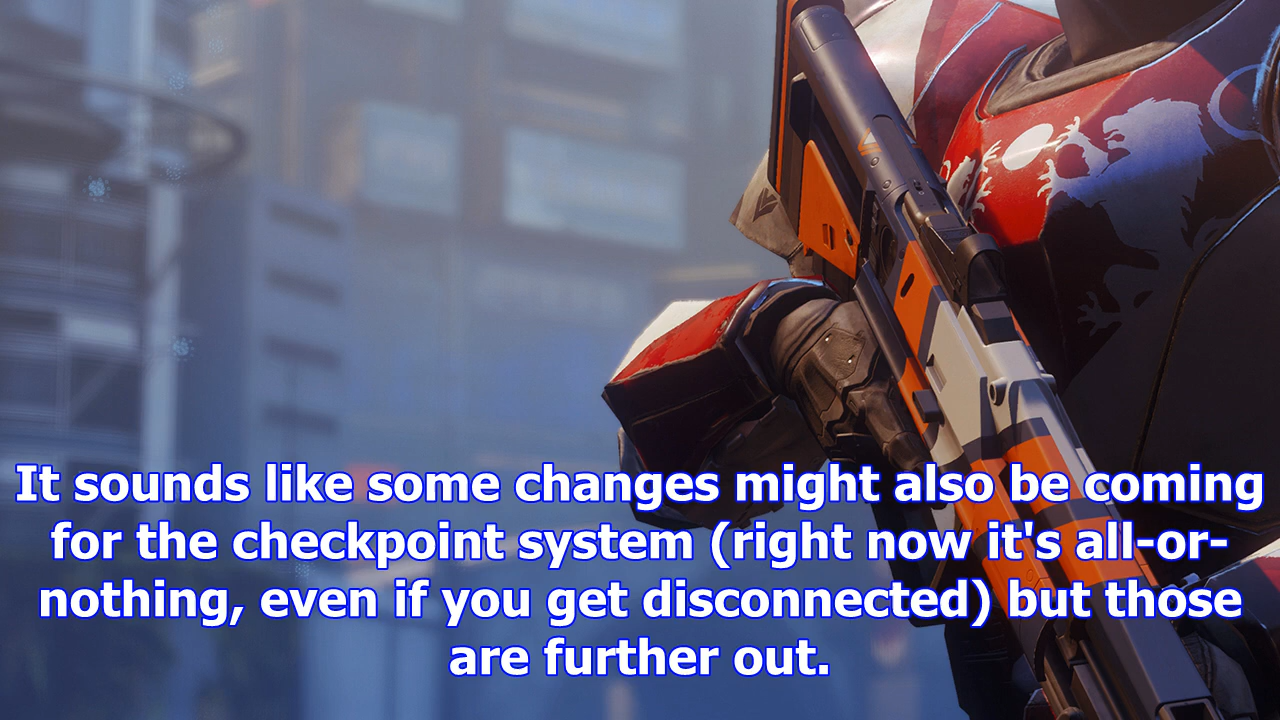 It sounds like some changes might also be coming
for the checkpoint system (right now it's all-or-
nothing, even if you get disconnected) but those
are further out.